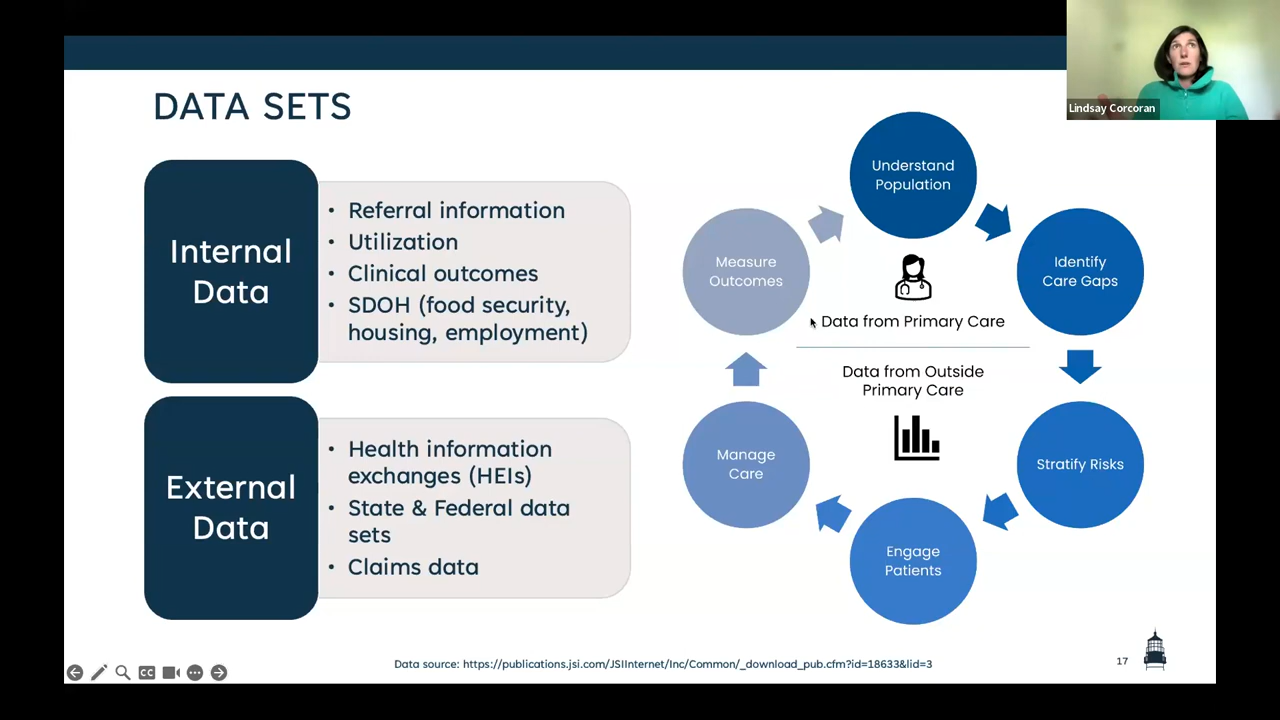 DATA SETS
Lindsay Corcoran
Internal
Data
• Referral information
• Utilization
• Clinical outcomes
• SDOH (food security,
housing, employment)
External
Data
• Health information
exchanges (HEIs)
• State & Federal data
sets
• Claims data
Understand
Population
Identify
Care Gaps
Stratify Risks
Engage
Patients
Manage
Care
Measure
Outcomes
Data from Primary Care
Data from Outside
Primary Care
Data source: https://publications.jsi.com/JSIInternet/Inc/Common/_download_pub.cfm?id=18633&lid=3
17
CC